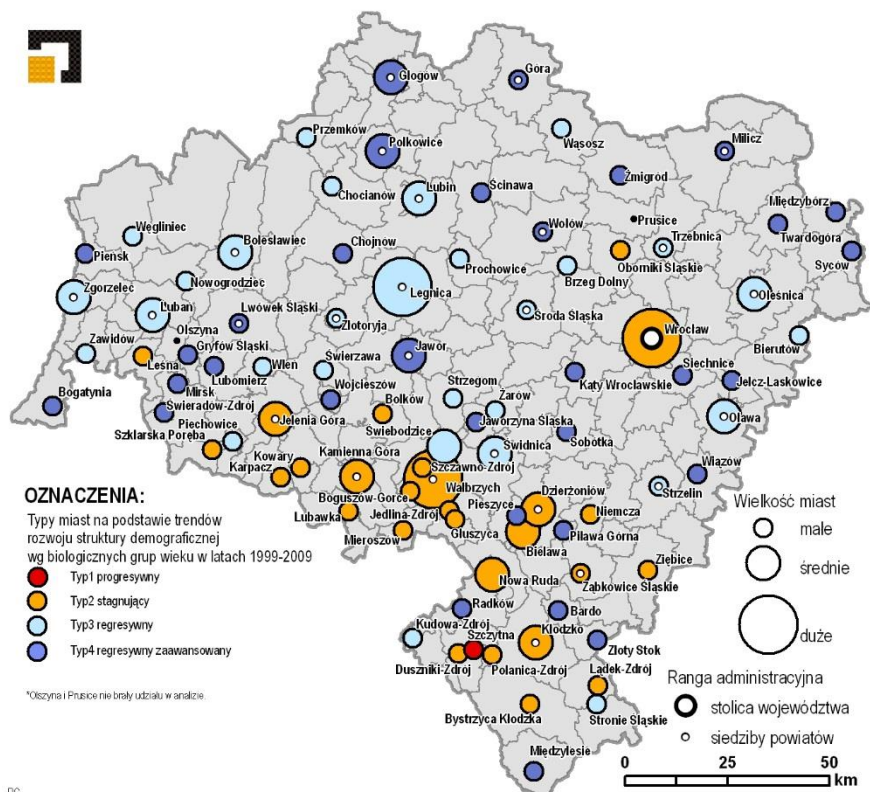 Głogów
Góra
Przemków
Polkowice
Wąsosz
Milicz
Żmigród
Chocianów
Lubin
Ścinawa
Międzybórz
Prusice
Węgliniec
Bolesławiec
Chojnów
Wołów
Trzebnica
Twardogóra
Pieńsk
Prochowice
Oborniki Śląskie
Syców
Nowogrodziec
Brzeg Dolny
Zgorzelec
Legnica
Oleśnica
Lubań
Lwówek Śląski
Złotoryja
Środa Śląska
Wrocław
Zawidów
Olszyna
Gryfów Śląski
Jawor
Bierutów
Leśna
Wleń
Świerzawa
Siechnice
Lubomierz
Kąty Wrocławskie
Jelcz-Laskowice
Mirsk
Wojcieszów
Strzegom
Bogatynia
Świeradów-Zdrój
Bolków
Żarów
Oława
Piechowice
Jelenia Góra
Jaworzyna Śląska
Szklarska Poręba
Świebodzice
Sobótka
Kowary
Kamienna Góra
Świdnica
Karpacz
Szczawno-Zdrój
Wiązów
Wałbrzych
Strzelin
Boguszów-Gorce
Dzierżoniów
Lubawka
Jedlina-Zdrój
Pieszyce
Niemcza
Mieroszów
Głuszyca
Piława Górna
Bielawa
Ziębice
Nowa Ruda
Ząbkowice Śląskie
Radków
Bardo
Kudowa-Zdrój
Szczytna
Kłodzko
Złoty Stok
Duszniki-Zdrój
Polanica-Zdrój
Lądek-Zdrój
Bystrzyca Kłodzka
Stronie Śląskie
Międzylesie
OZNACZENIA:
Typy miast na podstawie trendów
rozwoju struktury demograficznej
wg biologicznych grup wieku w latach 1999-2009
Typ1 progresywny
Typ2 stagnujący
Typ3 regresywny
Typ4 regresywny zaawansowany
*Olszyna i Prusice nie brały udziału w analizie.
Wielkość miast
małe
średnie
duże
Ranga administracyjna
stolica województwa
siedziby powiatów
0 25 50
km